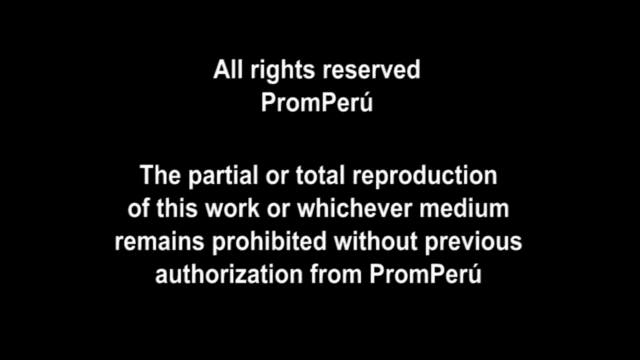 All rights reserved
PromPerú
The partial or total reproduction
of this work or whichever medium
remains prohibited without previous
authorization from PromPerú